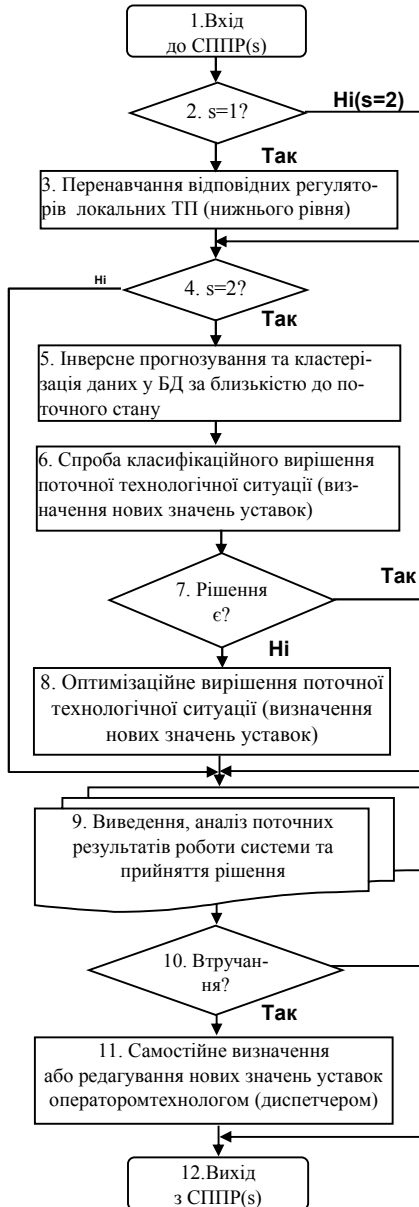 1.Вхід
до СППР(s)
2. s=1?
Ні(s=2)
Так
3. Перенавчання відповідних регулято-
рів локальних ТП (нижнього рівня)
Ні
4. s=2?
Так
5. Інверсне прогнозування та кластері-
зація даних у БД за близькістю до по-
точного стану
6. Спроба класифікаційного вирішення
поточної технологічної ситуації (виз-
начення нових значень уставок)
7. Рішення
є?
Так
Ні
8. Оптимізаційне вирішення поточної
технологічної ситуації (визначення
нових значень уставок)
9. Виведення, аналіз поточних
результатів роботи системи та
прийняття рішення
10. Втручан-
ня?
Так
11. Самостійне визначення
або редагування нових значень уставок
операторомтехнологом (диспетчером)
12.Вихід
з СППР(s)